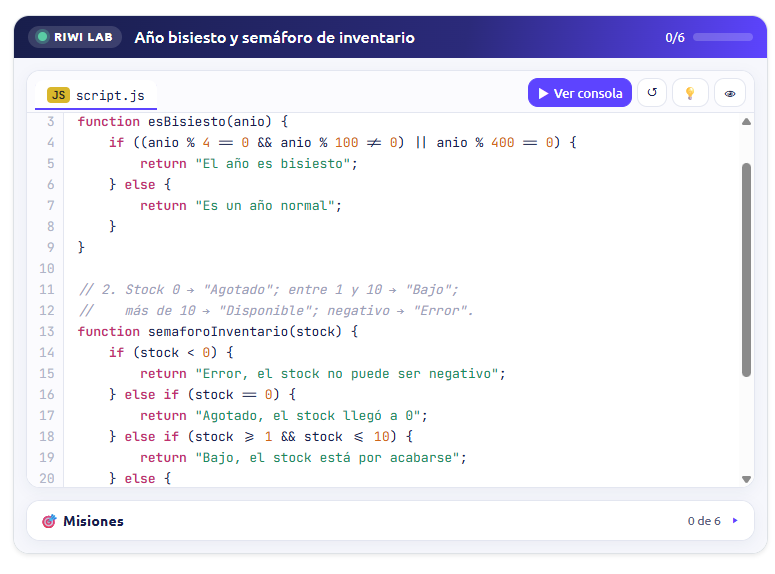 RIWI LAB Año bisiesto y semáforo de inventario 0/6
JS script.js ▶ Ver consola
3 function esBisiesto(anio) {
4 if ((anio % 4 == 0 && anio % 100 != 0) || anio % 400 == 0) {
5 return "El año es bisiesto";
6 } else {
7 return "Es un año normal";
8 }
9 }
10
11 // 2. Stock 0 → "Agotado"; entre 1 y 10 → "Bajo";
12 // más de 10 → "Disponible"; negativo → "Error".
13 function semaforoInventario(stock) {
14 if (stock < 0) {
15 return "Error, el stock no puede ser negativo";
16 } else if (stock == 0) {
17 return "Agotado, el stock llegó a 0";
18 } else if (stock >= 1 && stock <= 10) {
19 return "Bajo, el stock está por acabarse";
20 } else {
Misiones 0 de 6